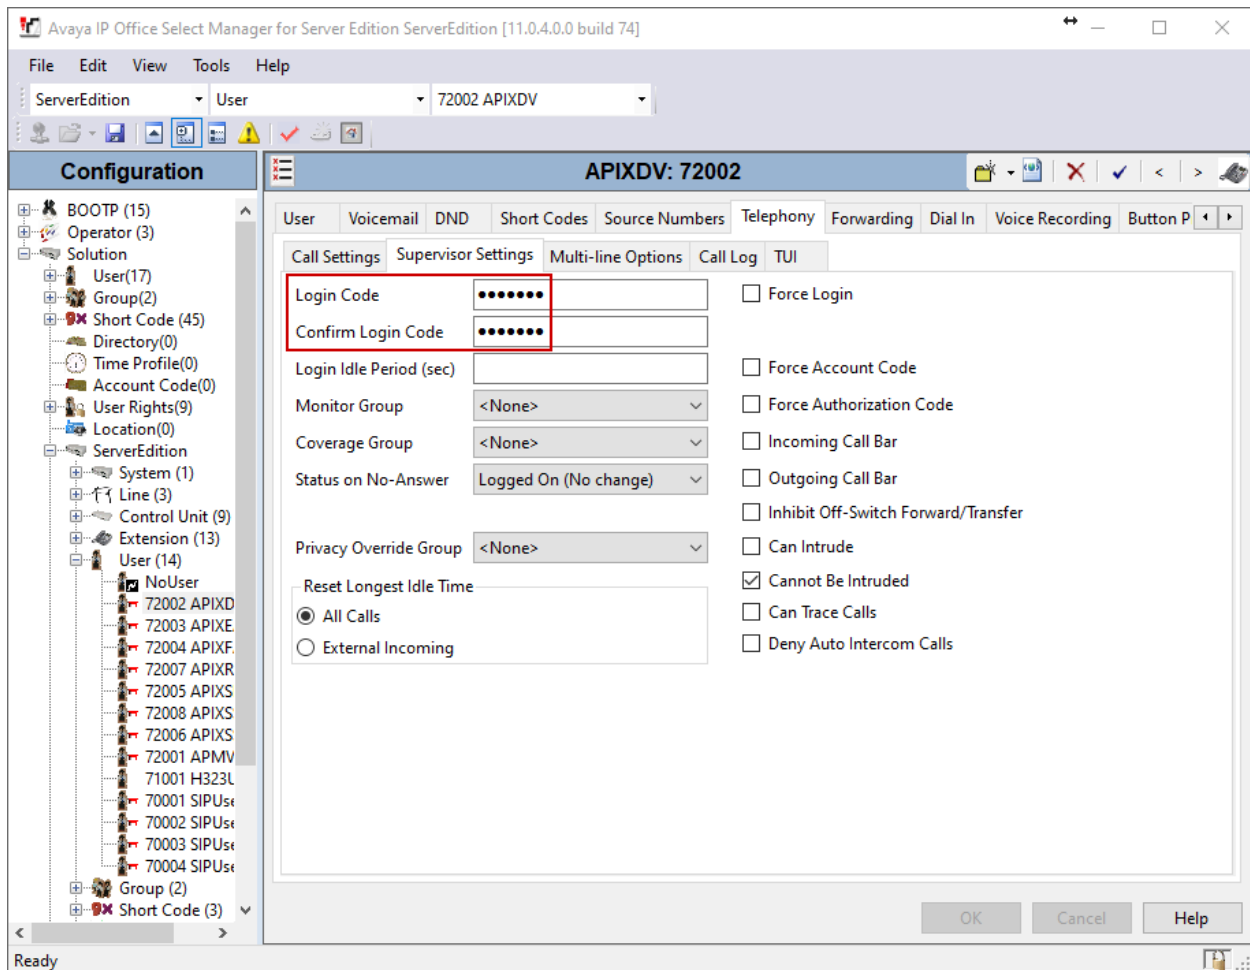 Avaya IP Office Select Manager for Server Edition ServerEdition [11.0.4.0.0 build 74]
File Edit View Tools Help
ServerEdition User 72002 APIXDV
Configuration
BOOTP (15)
Operator (3)
Solution
User(17)
Group(2)
Short Code (45)
Directory(0)
Time Profile(0)
Account Code(0)
User Rights(9)
Location(0)
ServerEdition
System (1)
Line (3)
Control Unit (9)
Extension (13)
User (14)
NoUser
72002 APIXD
72003 APIXE
72004 APIXF
72007 APIXR
72005 APIXS
72008 APIXS
72006 APIXS
72001 APMV
71001 H323U
70001 SIPUse
70002 SIPUse
70003 SIPUse
70004 SIPUse
Group (2)
Short Code (3)
APIXDV: 72002
User Voicemail DND Short Codes Source Numbers Telephony Forwarding Dial In Voice Recording Button P
Call Settings Supervisor Settings Multi-line Options Call Log TUI
Login Code ●●●●●●● Force Login
Confirm Login Code ●●●●●●●
Login Idle Period (sec) Force Account Code
Monitor Group <None> Force Authorization Code
Coverage Group <None> Incoming Call Bar
Status on No-Answer Logged On (No change) Outgoing Call Bar
Inhibit Off-Switch Forward/Transfer
Privacy Override Group <None> Can Intrude
Reset Longest Idle Time Cannot Be Intruded
All Calls Can Trace Calls
External Incoming Deny Auto Intercom Calls
OK Cancel Help
Ready